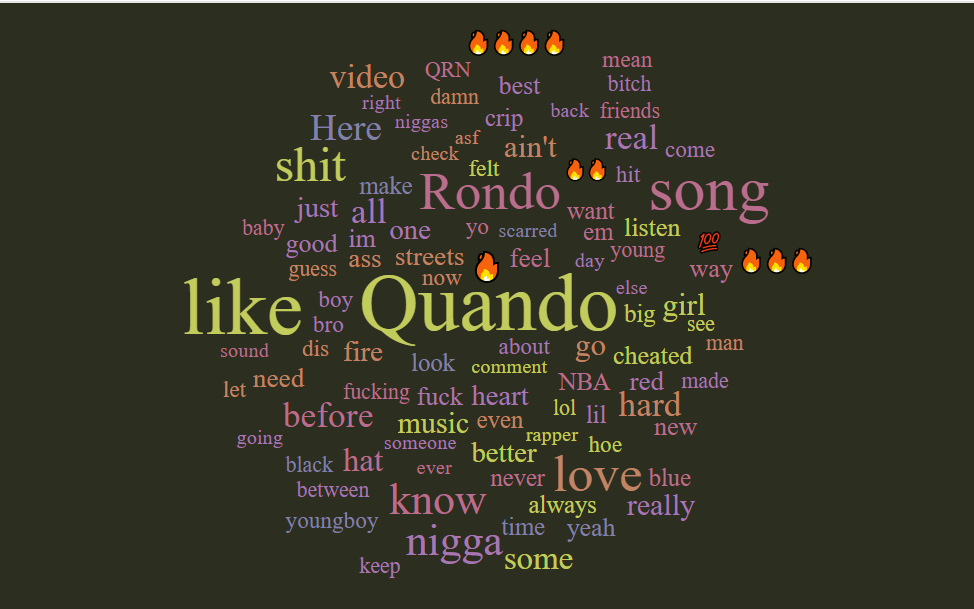 🔥🔥🔥🔥
video QRN best mean
right damn bitch
Here niggas crip back friends
asf
shit check ain't real come
felt
make Rondo 🔥🔥 hit song
just all want
baby one yo scarred em listen
good im 💯
guess ass streets 🔥 feel day young way 🔥🔥🔥
now
like boy Quando else
bro big girl
see
sound dis fire about go cheated man
look comment
let need fucking fuck heart NBA red made
before music even lol lil hard
new
going someone rapper
black hat ever better hoe
between know never love blue
always really
youngboy nigga time yeah
keep some